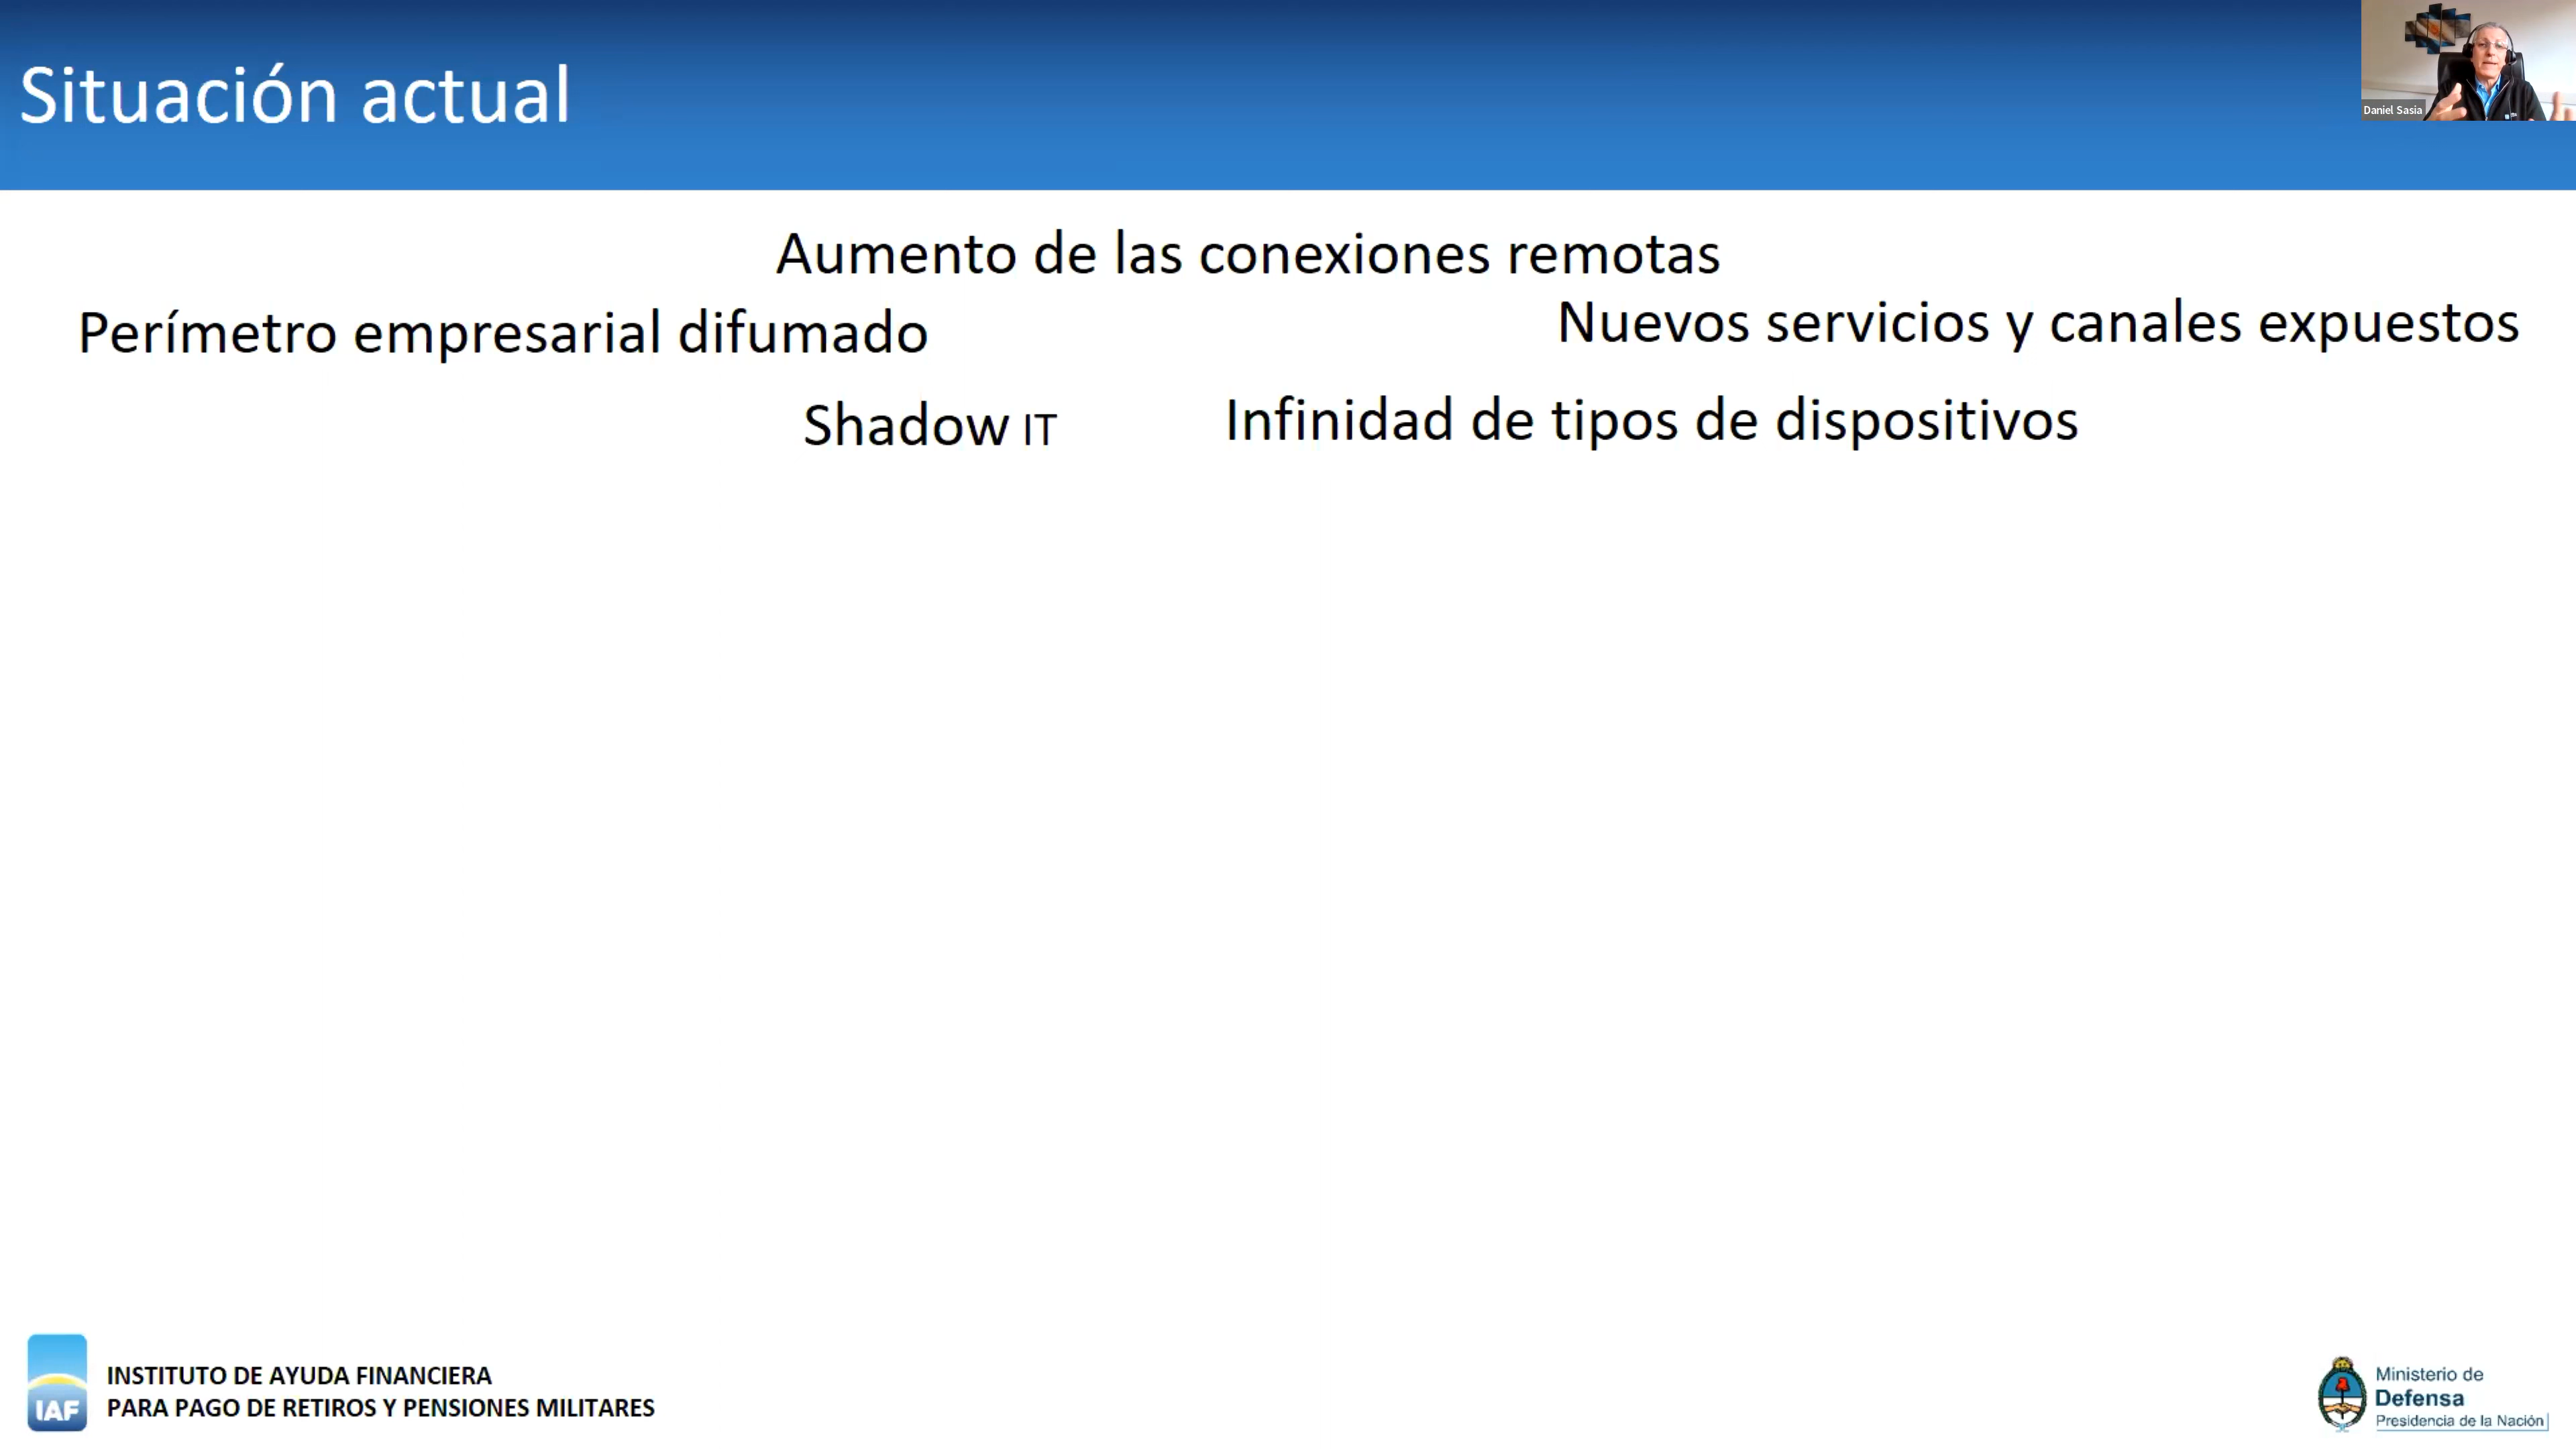 Situación actual
Daniel Sasia
Aumento de las conexiones remotas
Perímetro empresarial difumado
Nuevos servicios y canales expuestos
Shadow IT
Infinidad de tipos de dispositivos
IAF
INSTITUTO DE AYUDA FINANCIERA
PARA PAGO DE RETIROS Y PENSIONES MILITARES
Ministerio de
Defensa
Presidencia de la Nación